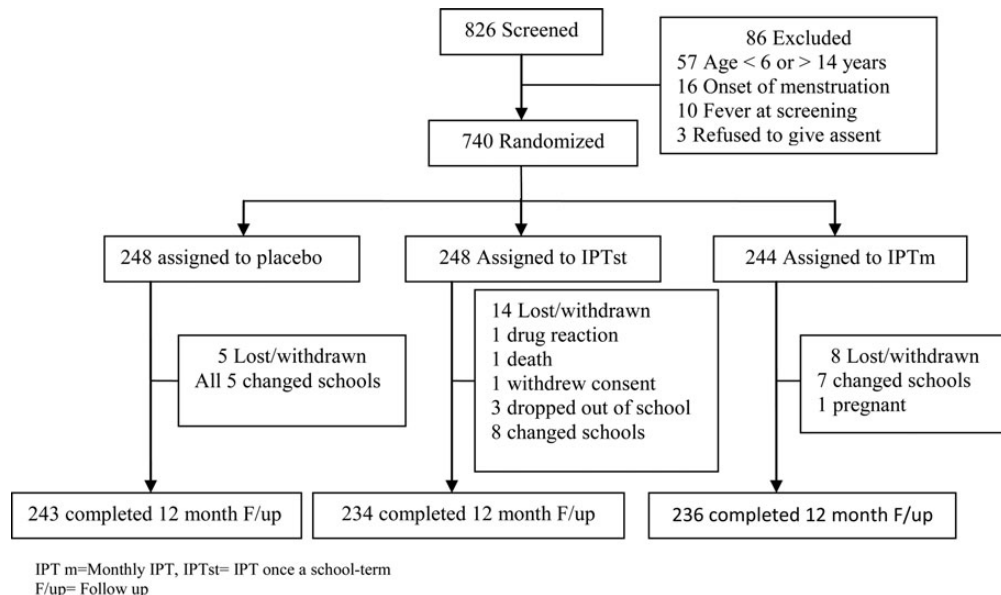 826 Screened
86 Excluded
57 Age < 6 or > 14 years
16 Onset of menstruation
10 Fever at screening
3 Refused to give assent
740 Randomized
248 assigned to placebo
248 Assigned to IPTst
244 Assigned to IPTm
5 Lost/withdrawn
All 5 changed schools
14 Lost/withdrawn
1 drug reaction
1 death
1 withdrew consent
3 dropped out of school
8 changed schools
8 Lost/withdrawn
7 changed schools
1 pregnant
243 completed 12 month F/up
234 completed 12 month F/up
236 completed 12 month F/up
IPT m=Monthly IPT, IPTst= IPT once a school-term
F/up= Follow up